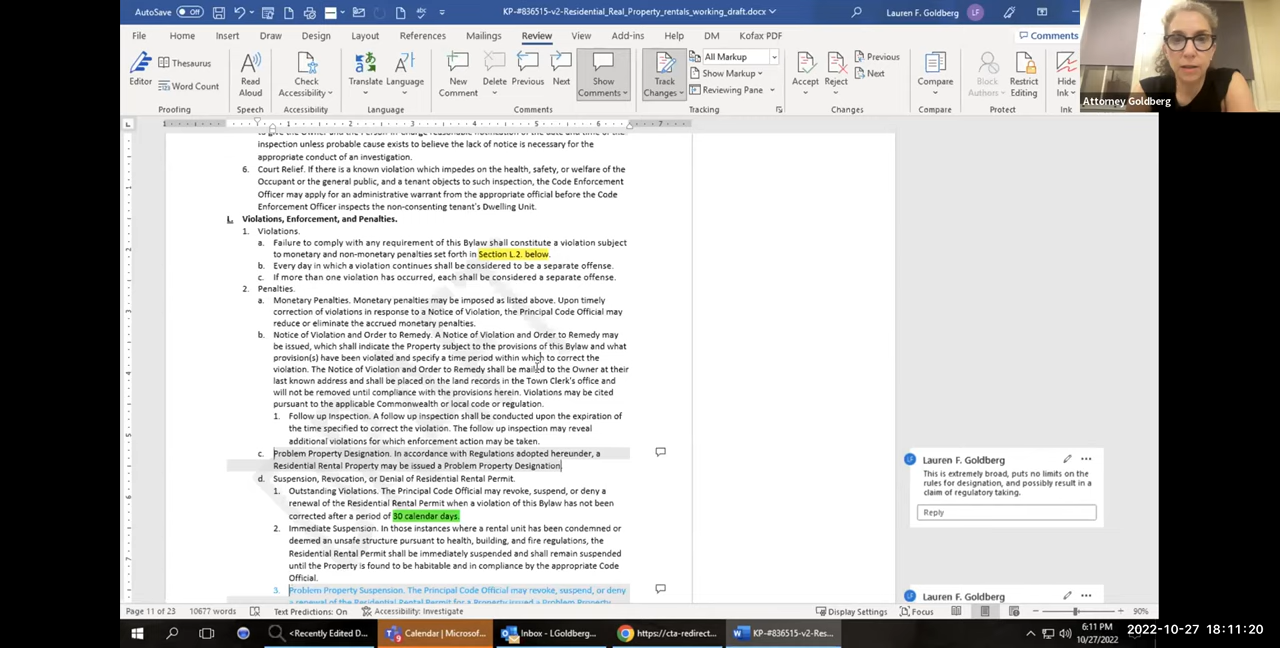 AutoSave Off KP-#836515-v2-Residential_Real_Property_rentals_working_draft.docx Lauren F. Goldberg LF
File Home Insert Draw Design Layout References Mailings Review View Add-ins Help DM Kofax PDF Comments
Editor Thesaurus Word Count Read Aloud Check Accessibility Translate Language New Comment Delete Previous Next Show Comments Track Changes All Markup Show Markup Reviewing Pane Accept Reject Previous Next Compare Block Authors Restrict Editing Hide Ink
Proofing Speech Accessibility Language Comments Tracking Changes Compare Protect Ink
Attorney Goldberg
inspection unless probable cause exists to believe the lack of notice is necessary for the
appropriate conduct of an investigation.
6. Court Relief. If there is a known violation which impedes on the health, safety, or welfare of the
Occupant or the general public, and a tenant objects to such inspection, the Code Enforcement
Officer may apply for an administrative warrant from the appropriate official before the Code
Enforcement Officer inspects the non-consenting tenant's Dwelling Unit.
L. Violations, Enforcement, and Penalties.
1. Violations.
a. Failure to comply with any requirement of this Bylaw shall constitute a violation subject
to monetary and non-monetary penalties set forth in Section L.2. below.
b. Every day in which a violation continues shall be considered to be a separate offense.
c. If more than one violation has occurred, each shall be considered a separate offense.
2. Penalties.
a. Monetary Penalties. Monetary penalties may be imposed as listed above. Upon timely
correction of violations in response to a Notice of Violation, the Principal Code Official may
reduce or eliminate the accrued monetary penalties.
b. Notice of Violation and Order to Remedy. A Notice of Violation and Order to Remedy may
be issued, which shall indicate the Property subject to the provisions of this Bylaw and what
provision(s) have been violated and specify a time period within which to correct the
violation. The Notice of Violation and Order to Remedy shall be mailed to the Owner at their
last known address and shall be placed on the land records in the Town Clerk's office and
will not be removed until compliance with the provisions herein. Violations may be cited
pursuant to the applicable Commonwealth or local code or regulation.
1. Follow up Inspection. A follow up inspection shall be conducted upon the expiration of
the time specified to correct the violation. The follow up inspection may reveal
additional violations for which enforcement action may be taken.
c. Problem Property Designation. In accordance with Regulations adopted hereunder, a
Residential Rental Property may be issued a Problem Property Designation.
d. Suspension, Revocation, or Denial of Residential Rental Permit.
1. Outstanding Violations. The Principal Code Official may revoke, suspend, or deny a
renewal of the Residential Rental Permit when a violation of this Bylaw has not been
corrected after a period of 30 calendar days.
2. Immediate Suspension. In those instances where a rental unit has been condemned or
deemed an unsafe structure pursuant to health, building, and fire regulations, the
Residential Rental Permit shall be immediately suspended and shall remain suspended
until the Property is found to be habitable and in compliance by the appropriate Code
Official.
3. Problem Property Suspension. The Principal Code Official may revoke, suspend, or deny
a renewal of the Residential Rental Permit for a Property issued a Problem Property
Lauren F. Goldberg
This is extremely broad, puts no limits on the
rules for designation, and possibly result in a
claim of regulatory taking.
Reply
Lauren F. Goldberg
Page 11 of 23 10677 words Text Predictions: On Accessibility: Investigate Display Settings Focus 90%
<Recently Edited D... Calendar | Microsof... Inbox - LGoldberg... https://cta-redirect... KP-#836515-v2-Res... 6:11 PM
10/27/2022
2022-10-27 18:11:20